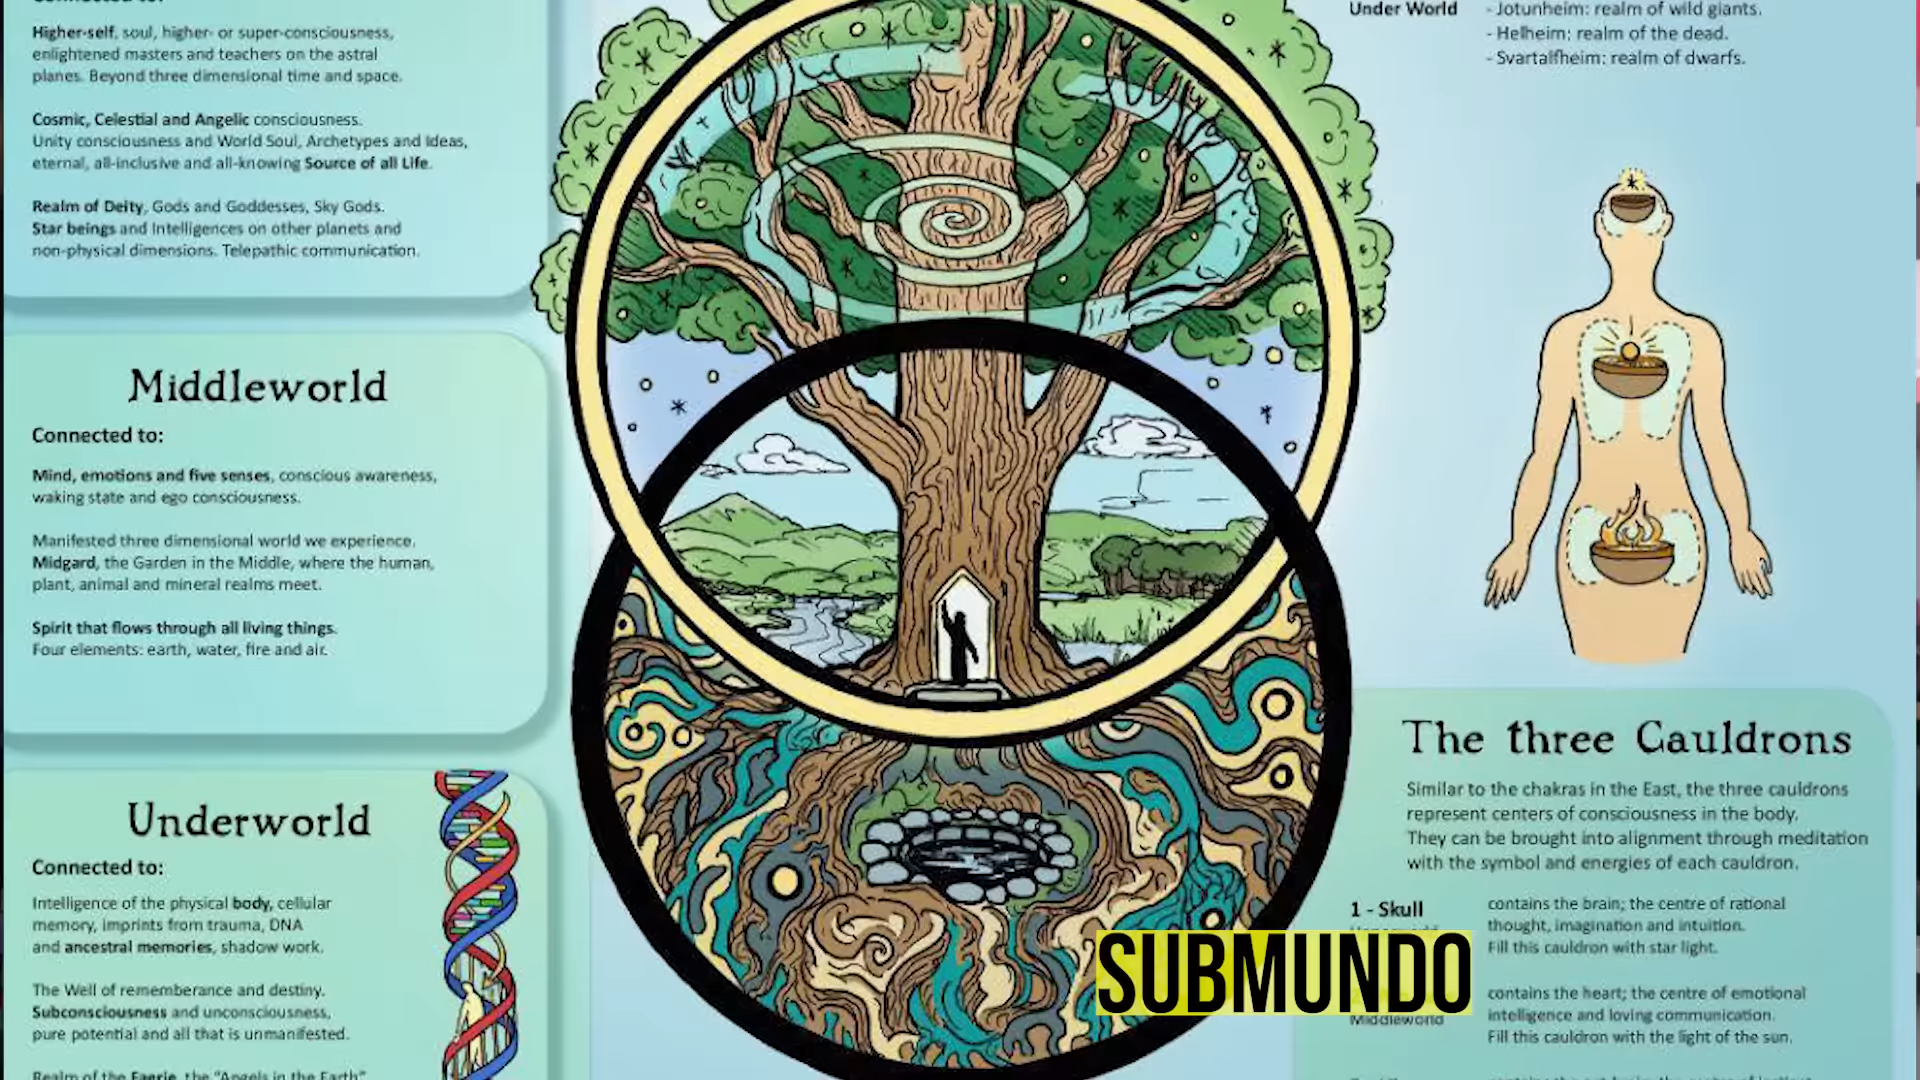 Connected to:
Higher-self, soul, higher- or super-consciousness,
enlightened masters and teachers on the astral
planes. Beyond three dimensional time and space.
Cosmic, Celestial and Angelic consciousness.
Unity consciousness and World Soul, Archetypes and Ideas,
eternal, all-inclusive and all-knowing Source of all Life.
Realm of Deity, Gods and Goddesses, Sky Gods.
Star beings and Intelligences on other planets and
non-physical dimensions. Telepathic communication.
Middleworld
Connected to:
Mind, emotions and five senses, conscious awareness,
waking state and ego consciousness.
Manifested three dimensional world we experience.
Midgard, the Garden in the Middle, where the human,
plant, animal and mineral realms meet.
Spirit that flows through all living things.
Four elements: earth, water, fire and air.
Underworld
Connected to:
Intelligence of the physical body, cellular
memory, imprints from trauma, DNA
and ancestral memories, shadow work.
The Well of rememberance and destiny.
Subconsciousness and unconsciousness,
pure potential and all that is unmanifested.
Realm of the Faerie, the "Angels in the Earth"
Under World - Jotunheim: realm of wild giants.
- Helheim: realm of the dead.
- Svartalfheim: realm of dwarfs.
The three Cauldrons
Similar to the chakras in the East, the three cauldrons
represent centers of consciousness in the body.
They can be brought into alignment through meditation
with the symbol and energies of each cauldron.
1 - Skull contains the brain; the centre of rational
thought, imagination and intuition.
Fill this cauldron with star light.
contains the heart; the centre of emotional
Middleworld intelligence and loving communication.
Fill this cauldron with the light of the sun.
SUBMUNDO